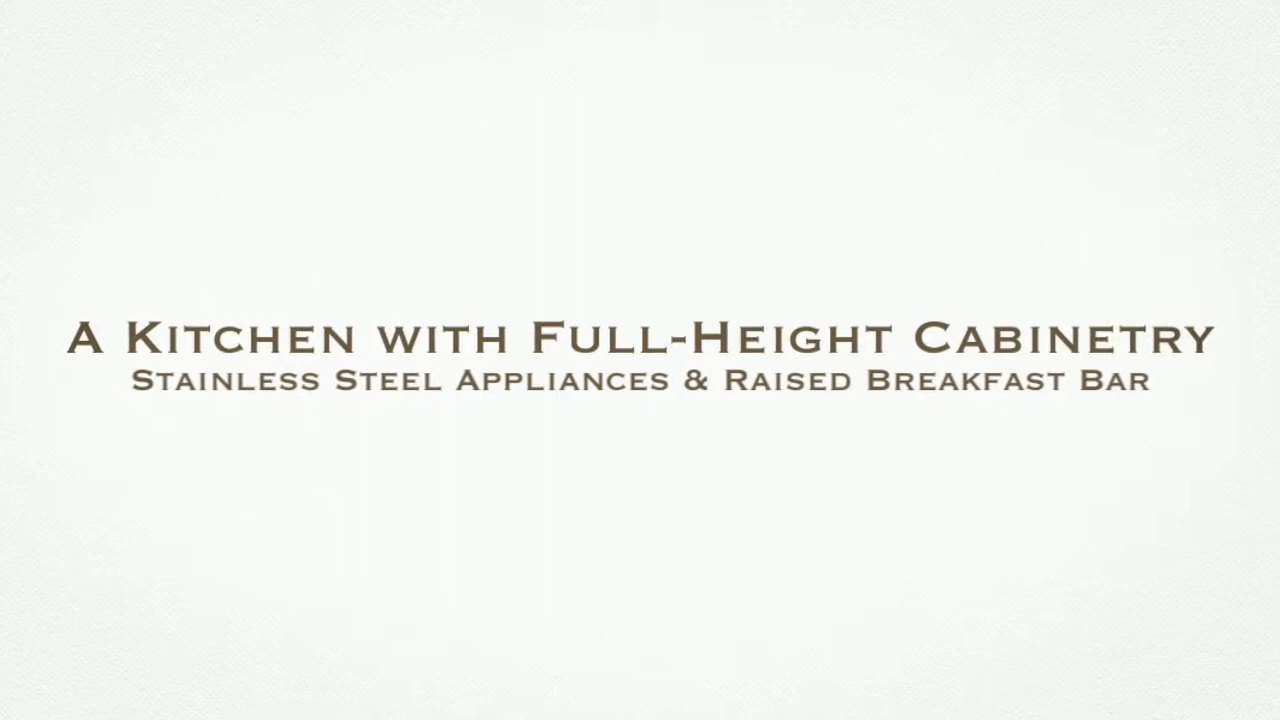 A Kitchen with Full-Height Cabinetry
Stainless Steel Appliances & Raised Breakfast Bar